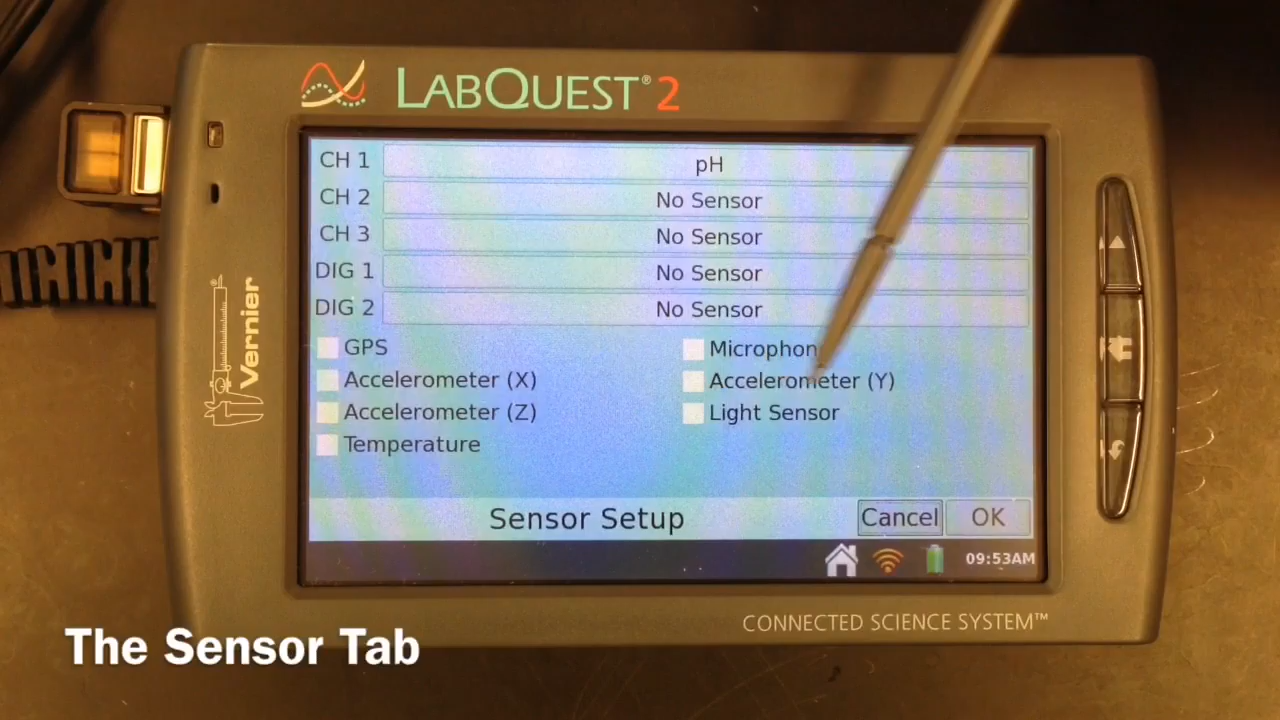 LABQUEST® 2
CH 1 pH
CH 2 No Sensor
CH 3 No Sensor
DIG 1 No Sensor
DIG 2 No Sensor
GPS Microphon
Accelerometer (X) Accelerometer (Y)
Accelerometer (Z) Light Sensor
Temperature
Sensor Setup Cancel OK
09:53AM
Vernier
CONNECTED SCIENCE SYSTEM™
The Sensor Tab